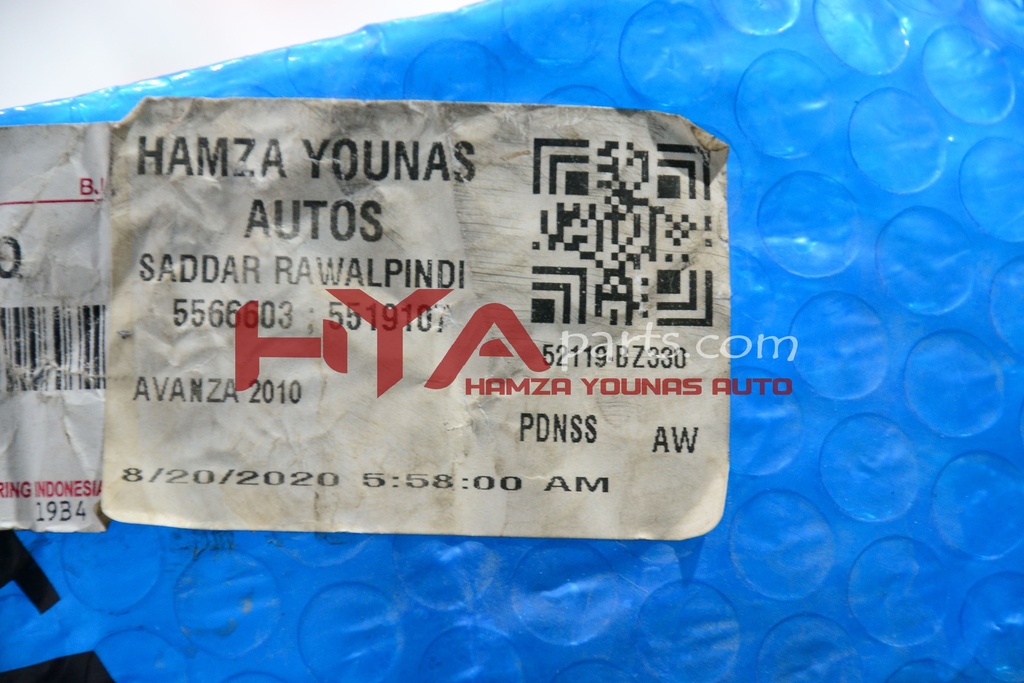 HAMZA YOUNAS
AUTOS
SADDAR RAWALPINDI
5566603 ; 5519107
HYA parts.com
HAMZA YOUNAS AUTO
52119-BZ330
AVANZA 2010
PDNSS
AW
8/20/2020 5:58:00 AM
RING INDONESIA
19B4